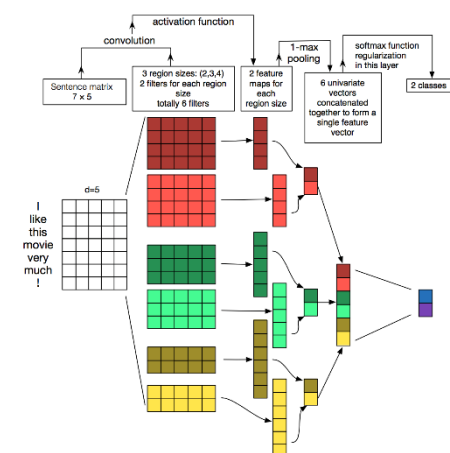 activation function
convolution
1-max
pooling
softmax function
regularization
in this layer
Sentence matrix
7 × 5
3 region sizes: (2,3,4)
2 filters for each region
size
totally 6 filters
2 feature
maps for
each
region size
6 univariate
vectors
concatenated
together to form a
single feature
vector
2 classes
d=5
I
like
this
movie
very
much
!